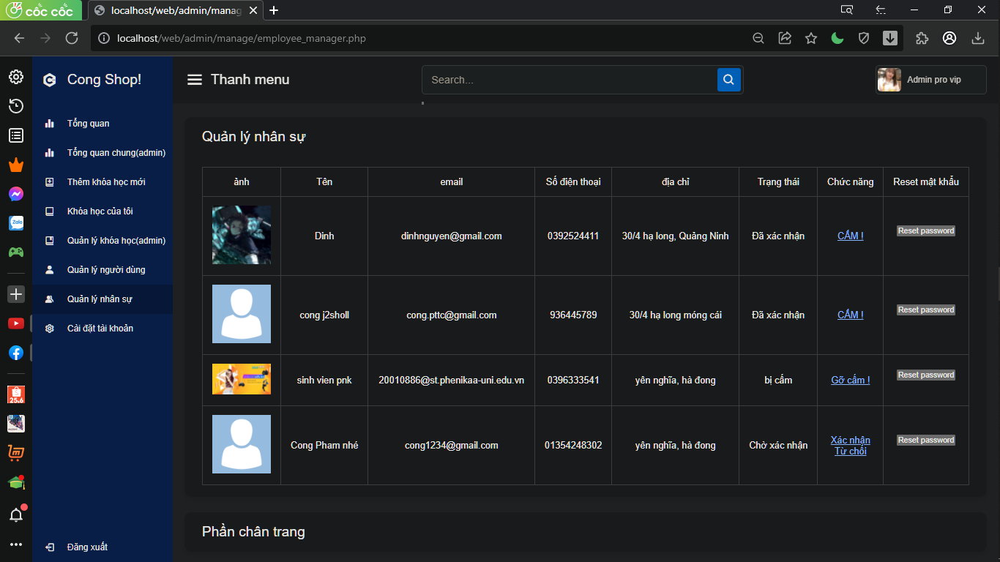 cốc cốc
localhost/web/admin/manag
localhost/web/admin/manage/employee_manager.php
Cong Shop!
Thanh menu
Search...
Admin pro vip
Tổng quan
Tổng quan chung(admin)
Thêm khóa học mới
Khóa học của tôi
Quản lý khóa học(admin)
Quản lý người dùng
Quản lý nhân sự
Cài đặt tài khoản
Đăng xuất
Zalo
25.6
Quản lý nhân sự
ảnh Tên email Số điện thoại địa chỉ Trạng thái Chức năng Reset mật khẩu
Dinh dinhnguyen@gmail.com 0392524411 30/4 hạ long, Quảng Ninh Đã xác nhận CẤM ! Reset password
cong j2sholl cong.pttc@gmail.com 936445789 30/4 hạ long móng cái Đã xác nhận CẤM ! Reset password
sinh vien pnk 20010886@st.phenikaa-uni.edu.vn 0396333541 yên nghĩa, hà đong bị cấm Gỡ cấm ! Reset password
Cong Pham nhé cong1234@gmail.com 01354248302 yên nghĩa, hà đong Chờ xác nhận Xác nhận Reset password
Từ chối
Phần chân trang